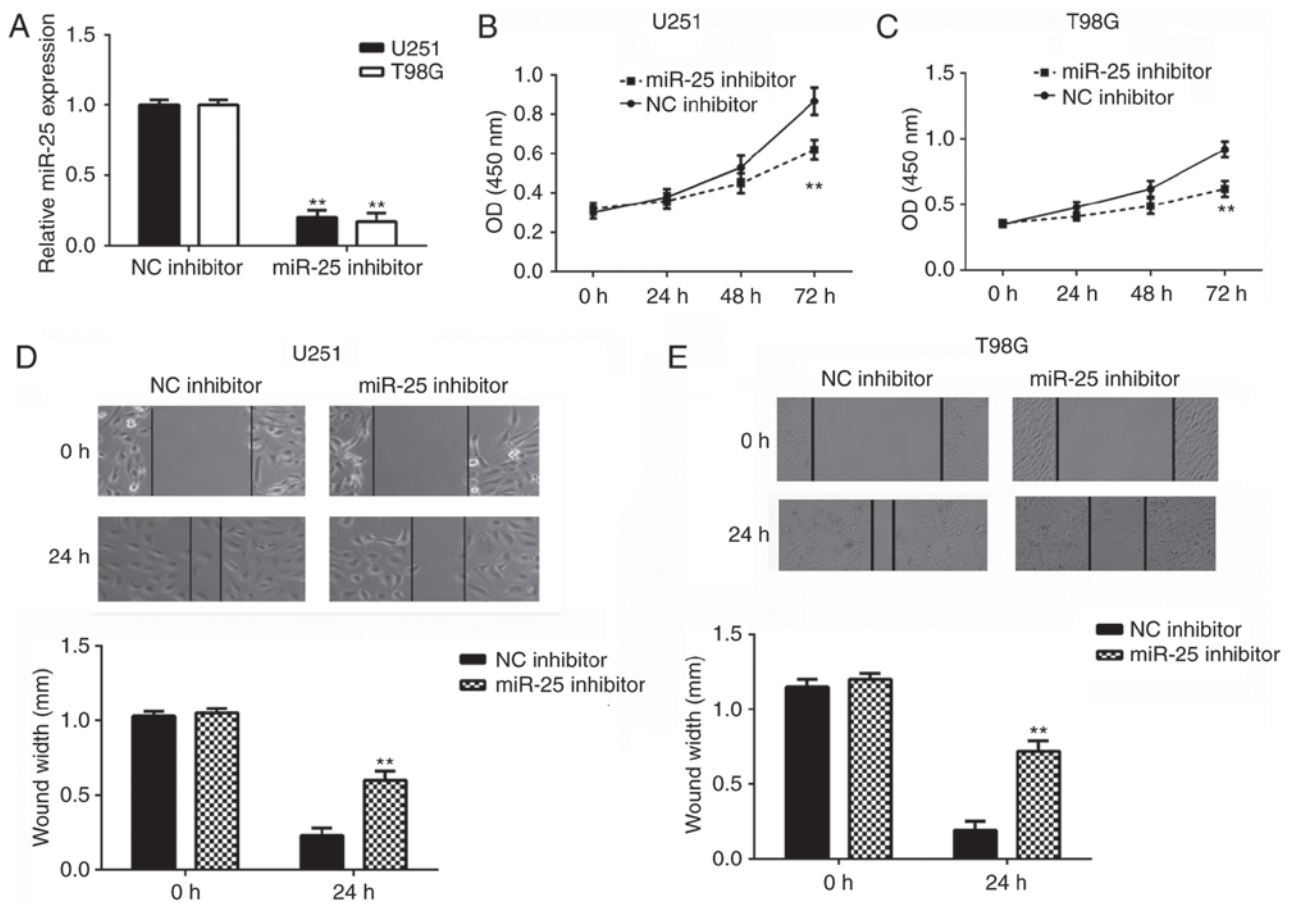 A
Relative miR-25 expression
1.5
1.0
0.5
0.0
U251
T98G
** **
NC inhibitor miR-25 inhibitor
B
U251
OD (450 nm)
1.0
0.8
0.6
0.4
0.2
0.0
miR-25 inhibitor
NC inhibitor
**
0 h 24 h 48 h 72 h
C
T98G
OD (450 nm)
1.5
1.0
0.5
0.0
miR-25 inhibitor
NC inhibitor
**
0 h 24 h 48 h 72 h
D
U251
NC inhibitor miR-25 inhibitor
0 h
24 h
Wound width (mm)
1.5
1.0
0.5
0.0
NC inhibitor
miR-25 inhibitor
**
0 h 24 h
E
T98G
NC inhibitor miR-25 inhibitor
0 h
24 h
Wound width (mm)
1.5
1.0
0.5
0.0
NC inhibitor
miR-25 inhibitor
**
0 h 24 h